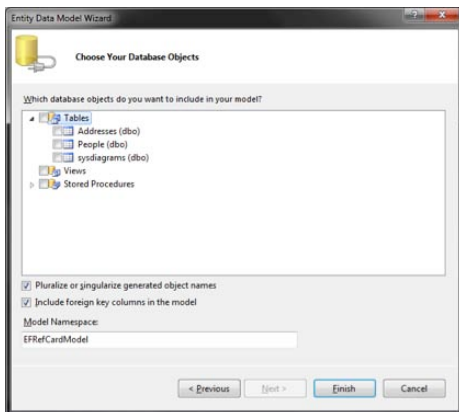 Entity Data Model Wizard
Choose Your Database Objects
Which database objects do you want to include in your model?
Tables
Addresses (dbo)
People (dbo)
sysdiagrams (dbo)
Views
Stored Procedures
Pluralize or singularize generated object names
Include foreign key columns in the model
Model Namespace:
EFRefCardModel
< Previous Next > Finish Cancel